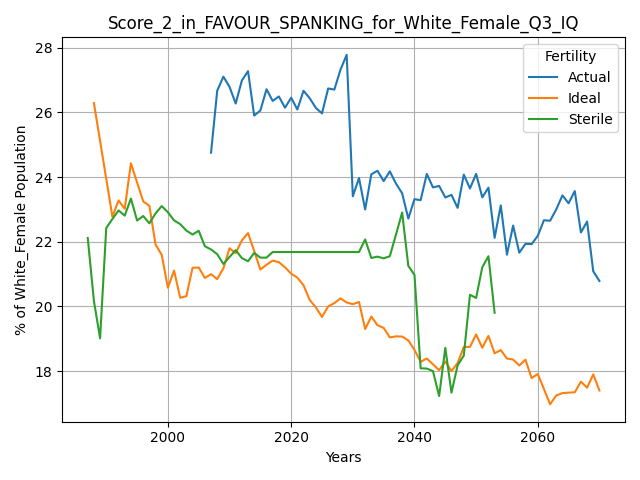 Score_2_in_FAVOUR_SPANKING_for_White_Female_Q3_IQ
Fertility
Actual
Ideal
Sterile
% of White_Female Population
28
26
24
22
20
18
2000 2020 2040 2060
Years